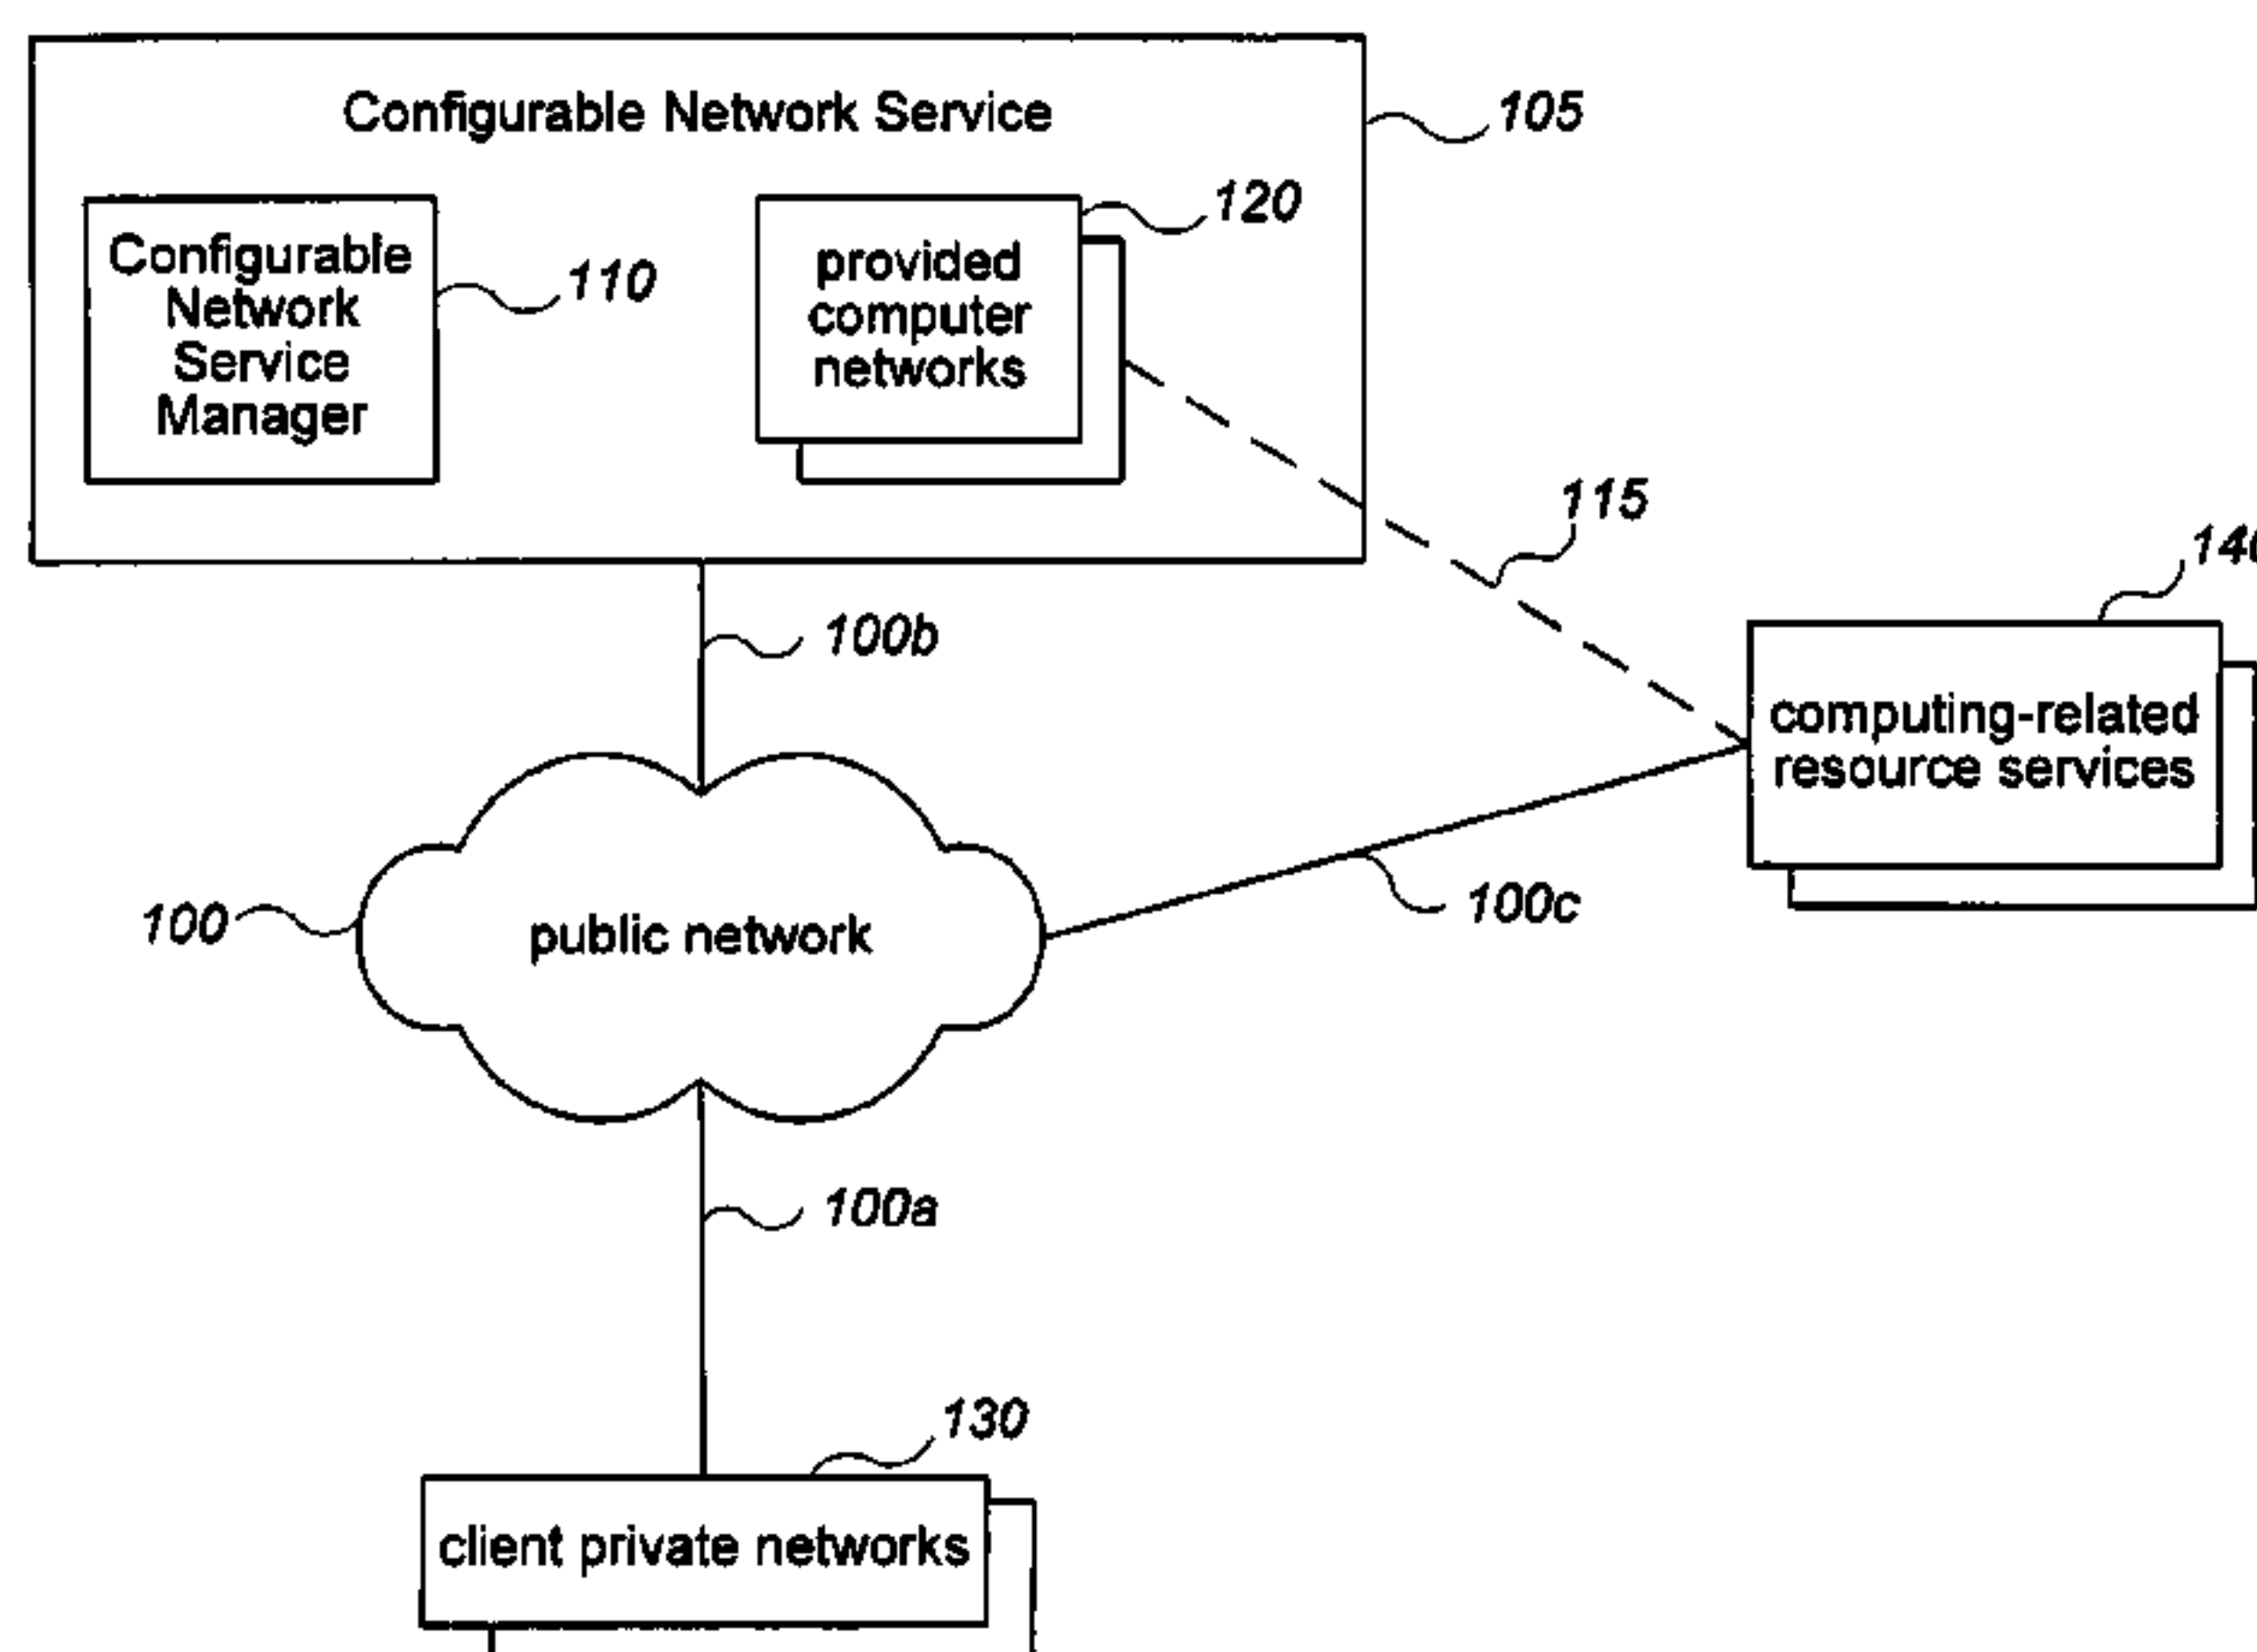 Configurable Network Service
105
120
Configurable
Network
Service
Manager
110
provided
computer
networks
115
140
100b
computing-related
resource services
100
public network
100c
100a
130
client private networks